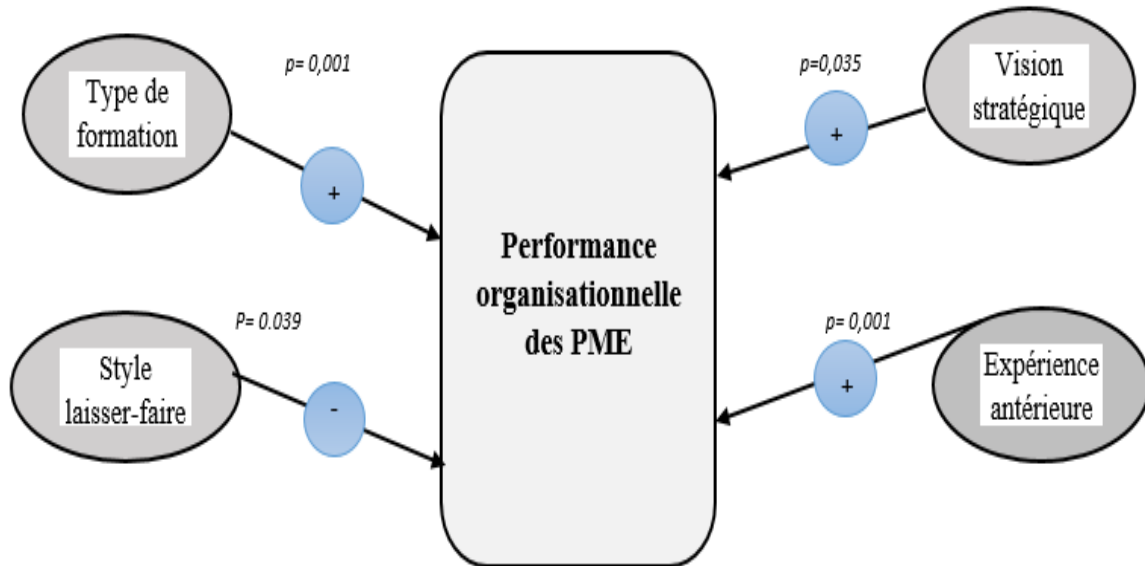 Type de
formation
p= 0,001
+
Style
laisser-faire
P= 0.039
-
Performance
organisationnelle
des PME
p=0,035
+
Vision
stratégique
p= 0,001
+
Expérience
antérieure